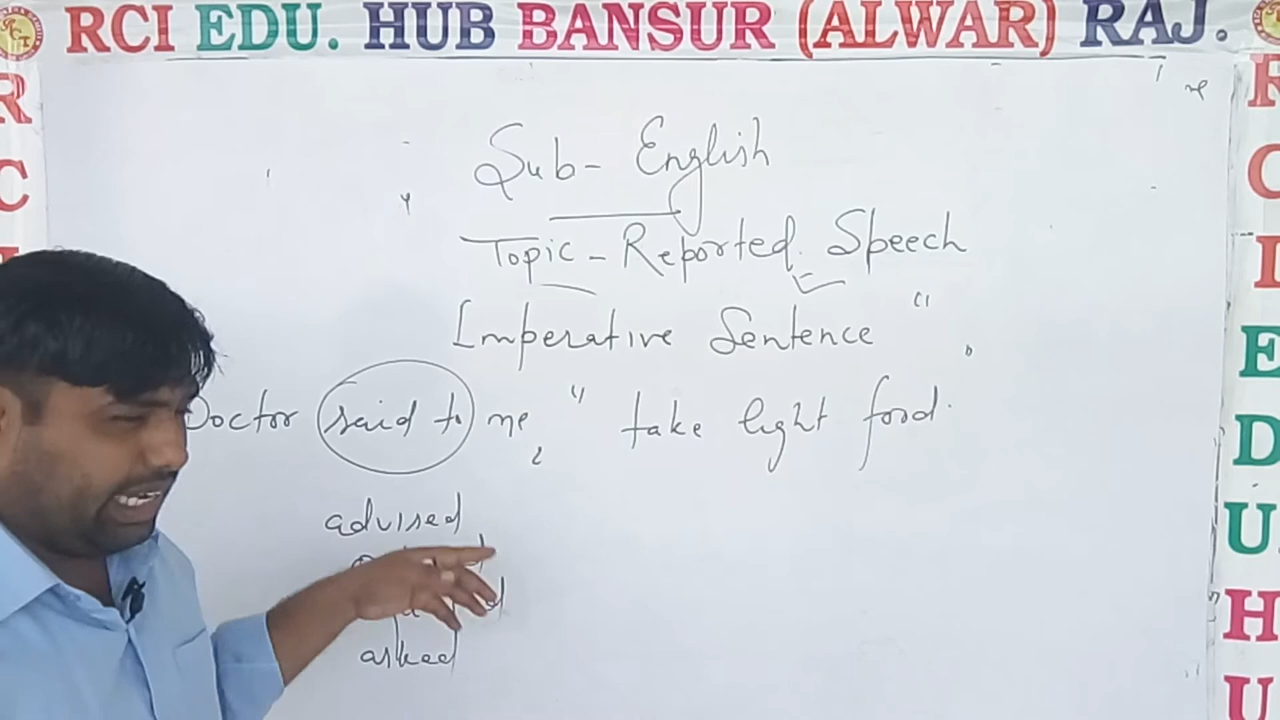 RCI EDU. HUB BANSUR (ALWAR) RAJ.
Sub- English
Topic - Reported Speech
Imperative Sentence "
Doctor said to me, " take light food.
advised
asked
R
C
R
C
I
E
D
U
H
U